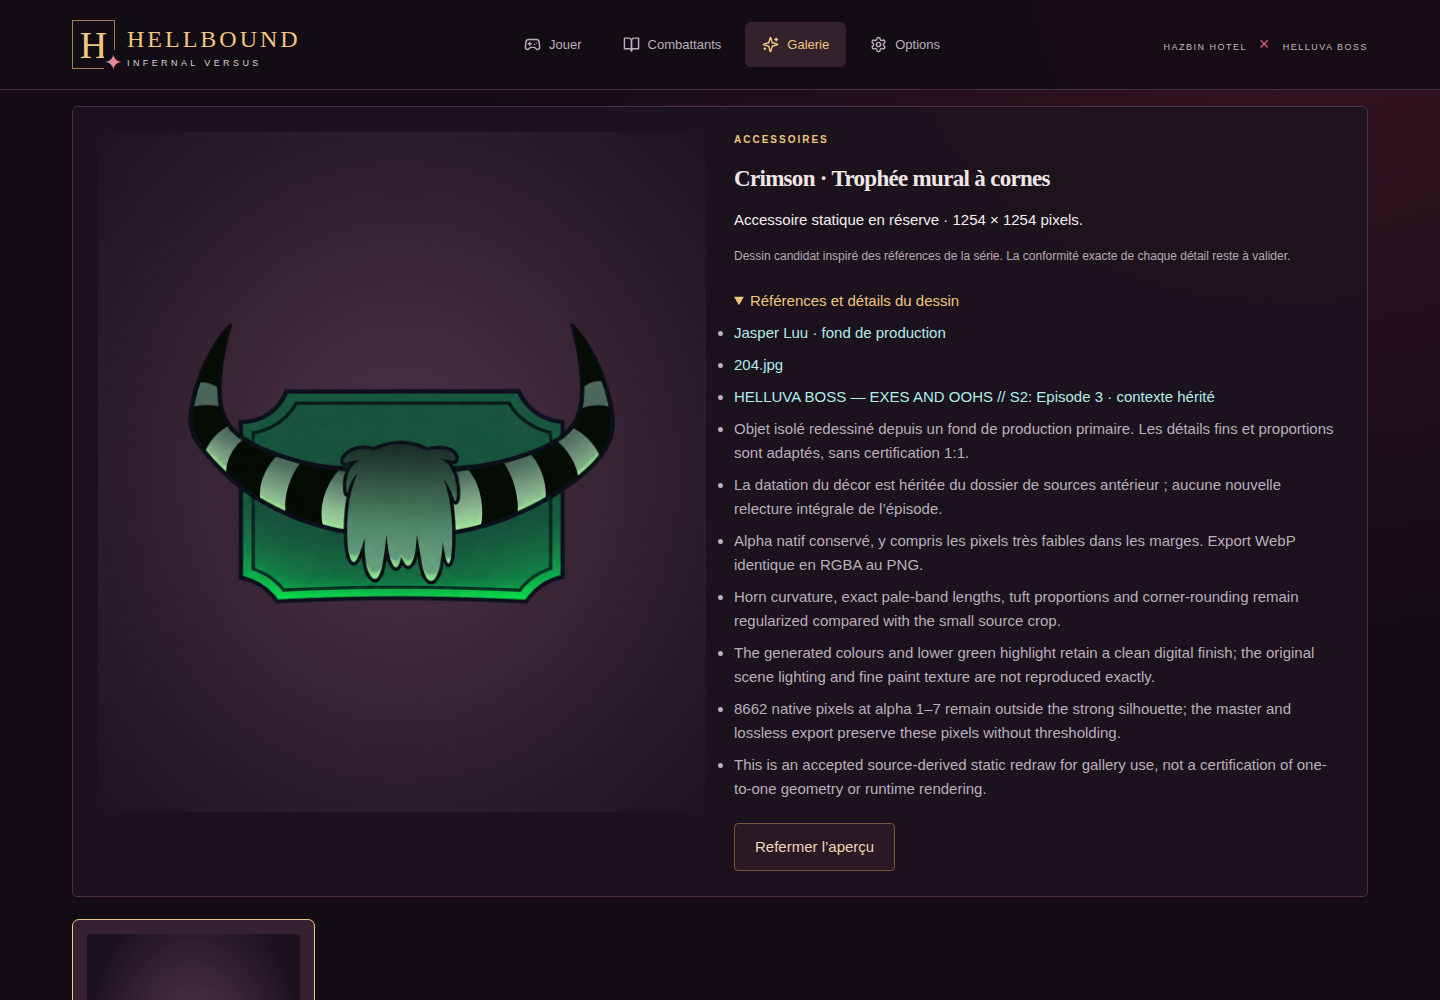 H
HELLBOUND
INFERNAL VERSUS
Jouer
Combattants
Galerie
Options
HAZBIN HOTEL × HELLUVA BOSS
ACCESSOIRES
Crimson · Trophée mural à cornes
Accessoire statique en réserve · 1254 × 1254 pixels.
Dessin candidat inspiré des références de la série. La conformité exacte de chaque détail reste à valider.
Références et détails du dessin
Jasper Luu · fond de production
204.jpg
HELLUVA BOSS — EXES AND OOHS // S2: Episode 3 · contexte hérité
Objet isolé redessiné depuis un fond de production primaire. Les détails fins et proportions
sont adaptés, sans certification 1:1.
La datation du décor est héritée du dossier de sources antérieur ; aucune nouvelle
relecture intégrale de l’épisode.
Alpha natif conservé, y compris les pixels très faibles dans les marges. Export WebP
identique en RGBA au PNG.
Horn curvature, exact pale-band lengths, tuft proportions and corner-rounding remain
regularized compared with the small source crop.
The generated colours and lower green highlight retain a clean digital finish; the original
scene lighting and fine paint texture are not reproduced exactly.
8662 native pixels at alpha 1–7 remain outside the strong silhouette; the master and
lossless export preserve these pixels without thresholding.
This is an accepted source-derived static redraw for gallery use, not a certification of one-
to-one geometry or runtime rendering.
Refermer l’aperçu